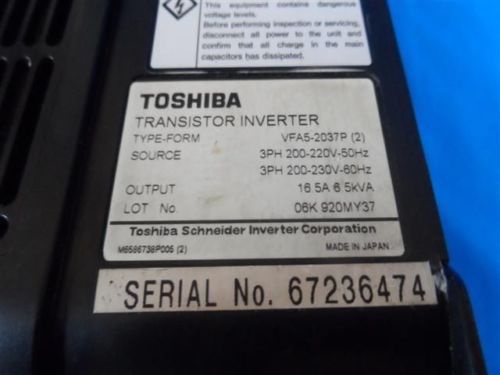 This equipment contains dangerous
voltage levels.
Before performing inspection or servicing,
disconnect all power to the unit and
confirm that all charge in the main
capacitors has dissipated.
TOSHIBA
TRANSISTOR INVERTER
TYPE-FORM VFA5-2037P (2)
SOURCE 3PH 200-220V-50Hz
3PH 200-230V-60Hz
OUTPUT 16.5A 6.5kVA
LOT No. 06K 920MY37
Toshiba Schneider Inverter Corporation
M6586738P006 (2) MADE IN JAPAN
SERIAL No. 67236474